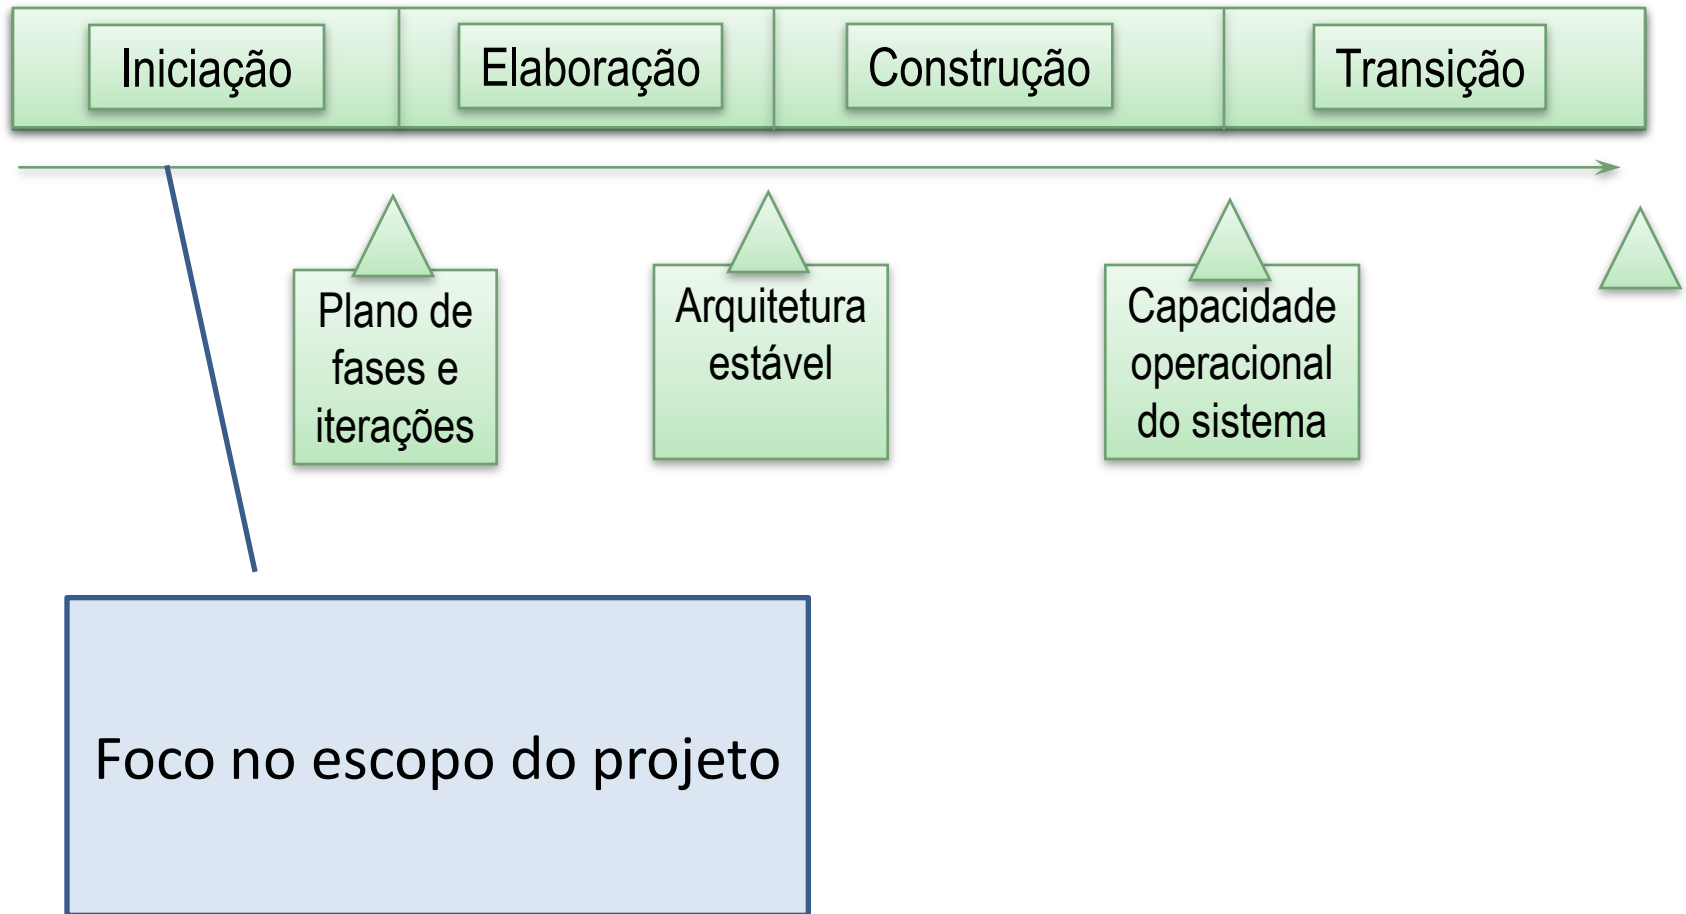 Iniciação
Elaboração
Construção
Transição
Plano de
fases e
iterações
Arquitetura
estável
Capacidade
operacional
do sistema
Foco no escopo do projeto